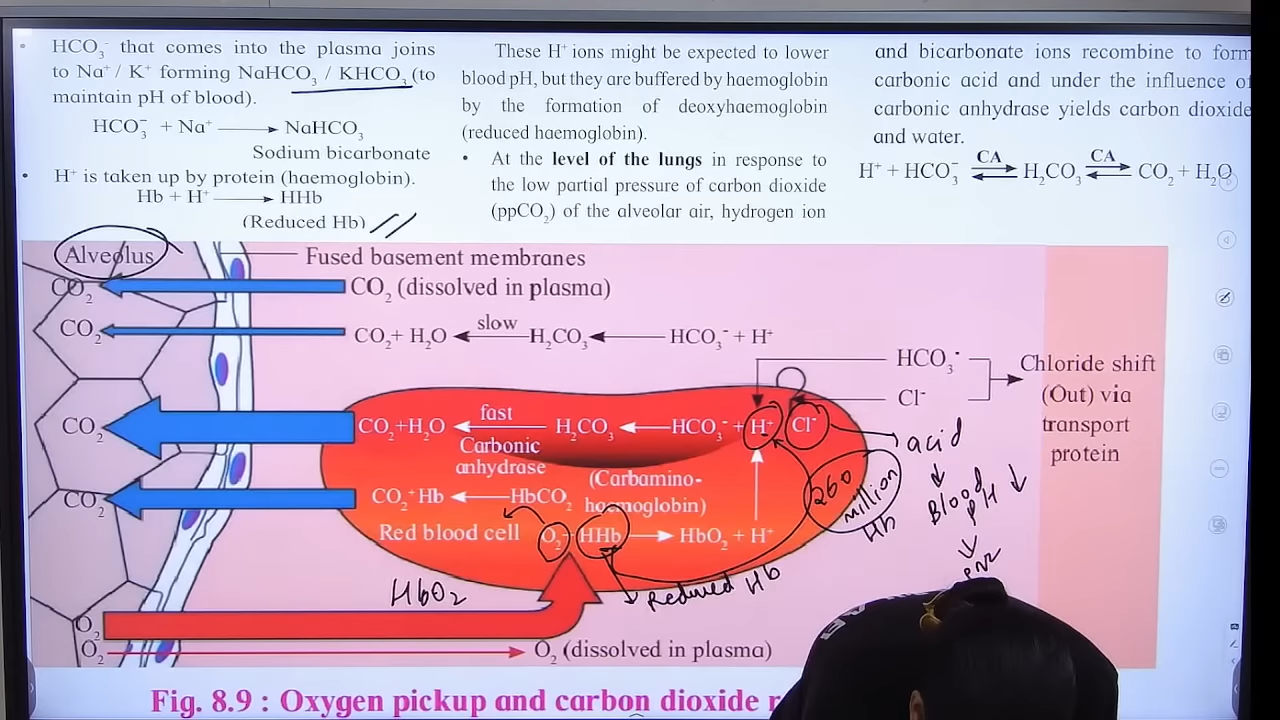 • HCO₃⁻ that comes into the plasma joins
to Na⁺ / K⁺ forming NaHCO₃ / KHCO₃ (to
maintain pH of blood).
HCO₃⁻ + Na⁺ ⟶ NaHCO₃
Sodium bicarbonate
• H⁺ is taken up by protein (haemoglobin).
Hb + H⁺ ⟶ HHb
(Reduced Hb)
These H⁺ ions might be expected to lower
blood pH, but they are buffered by haemoglobin
by the formation of deoxyhaemoglobin
(reduced haemoglobin).
• At the level of the lungs in response to
the low partial pressure of carbon dioxide
(ppCO₂) of the alveolar air, hydrogen ion
and bicarbonate ions recombine to form
carbonic acid and under the influence of
carbonic anhydrase yields carbon dioxide
and water.
H⁺ + HCO₃⁻ ⇌ H₂CO₃ ⇌ CO₂ + H₂O
CA CA
Alveolus
Fused basement membranes
CO₂
CO₂ (dissolved in plasma)
CO₂
CO₂ + H₂O ⟵ slow H₂CO₃ ⟵ HCO₃⁻ + H⁺
HCO₃⁻
Cl⁻
Chloride shift
(Out) via
transport
protein
CO₂
CO₂+H₂O ⟵ fast H₂CO₃ ⟵ HCO₃⁻ + H⁺ Cl⁻
Carbonic
anhydrase
(Carbamino-
haemoglobin)
CO₂
CO₂+Hb ⟵ HbCO₂
Red blood cell
O₂ + HHb ⟶ HbO₂ + H⁺
acid
Blood
pH ↓
260
million
Hb
Reduced Hb
HbO₂
O₂
O₂
O₂ (dissolved in plasma)
Fig. 8.9 : Oxygen pickup and carbon dioxide